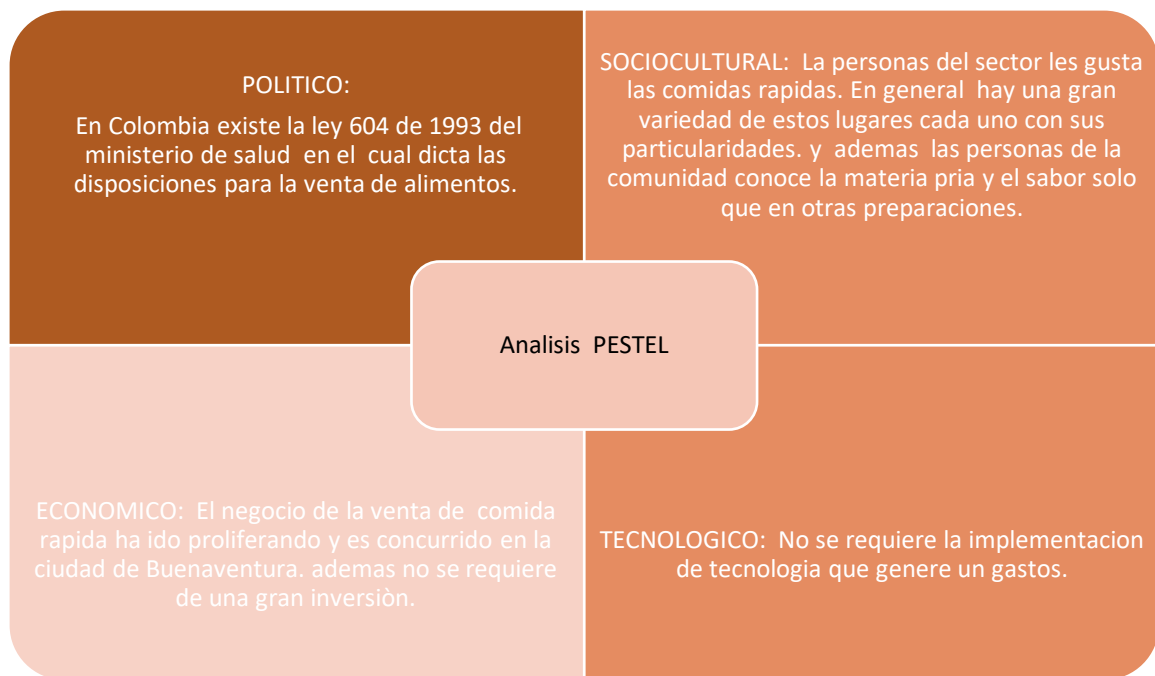 POLITICO:
En Colombia existe la ley 604 de 1993 del
ministerio de salud en el cual dicta las
disposiciones para la venta de alimentos.
SOCIOCULTURAL: La personas del sector les gusta
las comidas rapidas. En general hay una gran
variedad de estos lugares cada uno con sus
particularidades. y ademas las personas de la
comunidad conoce la materia pria y el sabor solo
que en otras preparaciones.
Analisis PESTEL
ECONOMICO: El negocio de la venta de comida
rapida ha ido proliferando y es concurrido en la
ciudad de Buenaventura. ademas no se requiere
de una gran inversiòn.
TECNOLOGICO: No se requiere la implementacion
de tecnologia que genere un gastos.